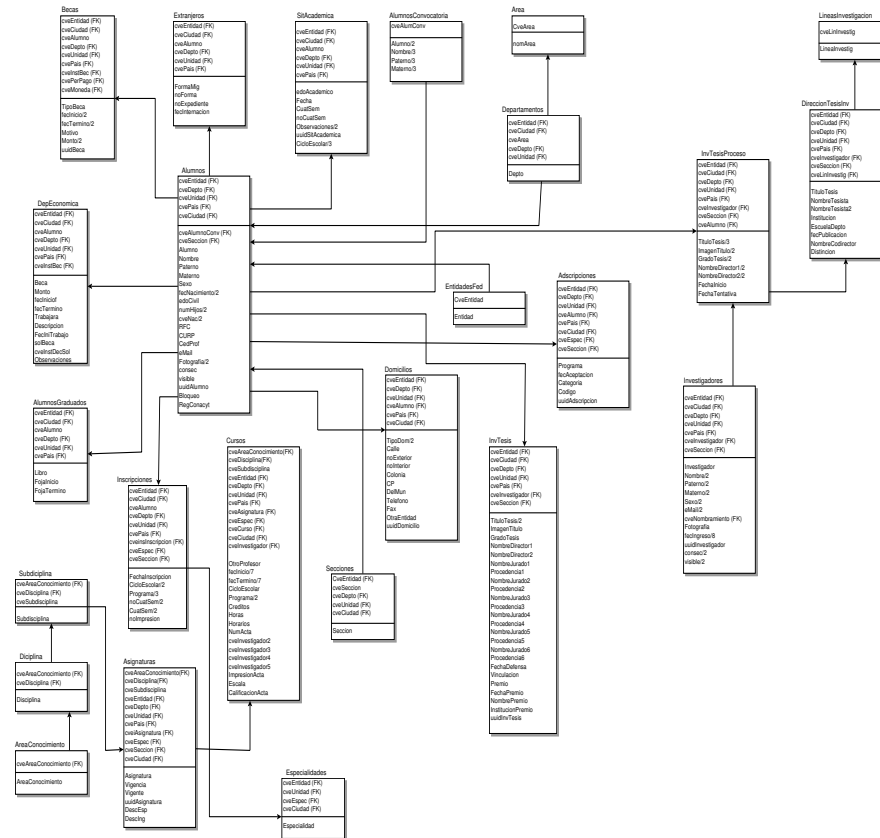 Becas
cveEntidad (FK)
cveCiudad (FK)
cveAlumno
cveDepto (FK)
cveUnidad (FK)
cvePais (FK)
cveInstBec (FK)
cvePerPago (FK)
cveMoneda (FK)
TipoBeca
fecInicio/2
fecTermino/2
Motivo
Monto/2
uuidBeca
Extranjeros
cveEntidad (FK)
cveCiudad (FK)
cveAlumno
cveDepto (FK)
cveUnidad (FK)
cvePais (FK)
FormaMig
noForma
noExpediente
fecInternacion
SitAcademica
cveEntidad (FK)
cveCiudad (FK)
cveAlumno
cveDepto (FK)
cveUnidad (FK)
cvePais (FK)
edoAcademico
Fecha
CuatSem
noCuatSem
Observaciones/2
uuidSitAcademica
CicloEscolar/3
AlumnosConvocatoria
cveAlumConv
Alumno/2
Nombre/3
Paterno/3
Materno/3
Area
CveArea
nomArea
LineasInvestigacion
cveLinInvestig
LineaInvestig
Departamentos
cveEntidad (FK)
cveCiudad (FK)
cveArea
cveDepto (FK)
cveUnidad (FK)
Depto
DireccionTesisInv
cveEntidad (FK)
cveCiudad (FK)
cveDepto (FK)
cveUnidad (FK)
cvePais (FK)
cveInvestigador (FK)
cveSeccion (FK)
cveLinInvestig (FK)
TituloTesis
NombreTesista
NombreTesista2
Institucion
EscuelaDepto
fecPublicacion
NombreCodirector
Distincion
InvTesisProceso
cveEntidad (FK)
cveCiudad (FK)
cveDepto (FK)
cveUnidad (FK)
cvePais (FK)
cveInvestigador (FK)
cveSeccion (FK)
cveAlumno (FK)
TituloTesis/3
ImagenTitulo/2
GradoTesis/2
NombreDirector1/2
NombreDirector2/2
FechaInicio
FechaTentativa
Alumnos
cveEntidad (FK)
cveDepto (FK)
cveUnidad (FK)
cvePais (FK)
cveCiudad (FK)
cveAlumnoConv (FK)
cveSeccion (FK)
Alumno
Nombre
Paterno
Materno
Sexo
fecNacimiento/2
edoCivil
numHijos/2
cveNac/2
RFC
CURP
CedProf
eMail
Fotografia/2
consec
visible
uuidAlumno
Bloqueo
RegConacyt
DepEconomica
cveEntidad (FK)
cveCiudad (FK)
cveAlumno
cveDepto (FK)
cveUnidad (FK)
cvePais (FK)
cveInstBec (FK)
Beca
Monto
fecIniciof
fecTermino
Trabajara
Descripcion
FecIniTrabajo
solBeca
cveInstDecSol
Observaciones
EntidadesFed
CveEntidad
Entidad
Adscripciones
cveEntidad (FK)
cveDepto (FK)
cveUnidad (FK)
cveAlumno (FK)
cvePais (FK)
cveCiudad (FK)
cveEspec (FK)
cveSeccion (FK)
Programa
fecAceptacion
Categoria
Codigo
uuidAdscripcion
Domicilios
cveEntidad (FK)
cveDepto (FK)
cveUnidad (FK)
cveAlumno (FK)
cvePais (FK)
cveCiudad (FK)
TipoDom/2
Calle
noExterior
noInterior
Colonia
CP
DelMun
Telefono
Fax
OtraEntidad
uuidDomicilio
Investigadores
cveEntidad (FK)
cveCiudad (FK)
cveDepto (FK)
cveUnidad (FK)
cvePais (FK)
cveInvestigador (FK)
cveSeccion (FK)
Investigador
Nombre/2
Paterno/2
Materno/2
Sexo/2
eMail/2
cveNombramiento (FK)
Fotografia
fecIngreso/8
uuidInvestigador
consec/2
visible/2
AlumnosGraduados
cveEntidad (FK)
cveCiudad (FK)
cveAlumno
cveDepto (FK)
cveUnidad (FK)
cvePais (FK)
Libro
FojaInicio
FojaTermino
Cursos
cveAreaConocimiento(FK)
cveDisciplina(FK)
cveSubdisciplina
cveEntidad (FK)
cveDepto (FK)
cveUnidad (FK)
cvePais (FK)
cveAsignatura (FK)
cveEspec (FK)
cveCurso (FK)
cveCiudad (FK)
cveInvestigador (FK)
OtroProfesor
fecInicio/7
fecTermino/7
CicloEscolar
Programa/2
Creditos
Horas
Horarios
NumActa
cveInvestigador2
cveInvestigador3
cveInvestigador4
cveInvestigador5
ImpresionActa
Escala
CalificacionActa
InvTesis
cveEntidad (FK)
cveCiudad (FK)
cveDepto (FK)
cveUnidad (FK)
cvePais (FK)
cveInvestigador (FK)
cveSeccion (FK)
TituloTesis/2
ImagenTitulo
GradoTesis
NombreDirector1
NombreDirector2
NombreJurado1
Procedencia1
NombreJurado2
Procedencia2
NombreJurado3
Procedencia3
NombreJurado4
Procedencia4
NombreJurado5
Procedencia5
NombreJurado6
Procedencia6
FechaDefensa
Vinculacion
Premio
FechaPremio
NombrePremio
InstitucionPremio
uuidInvTesis
Inscripciones
cveEntidad (FK)
cveCiudad (FK)
cveAlumno
cveDepto (FK)
cveUnidad (FK)
cvePais (FK)
cveinsInscripcion (FK)
cveEspec (FK)
cveSeccion (FK)
FechaInscripcion
CicloEscolar/2
Programa/3
noCuatSem/2
CuatSem/2
noImpresion
Secciones
CveEntidad (FK)
cveSeccion
cveDepto (FK)
cveUnidad (FK)
cveCiudad (FK)
Seccion
Subdiciplina
cveAreaConocimiento (FK)
cveDisciplina (FK)
cveSubdisciplina
Subdisciplina
Diciplina
cveAreaConocimiento (FK)
cveDisciplina (FK)
Disciplina
AreaConocimiento
cveAreaConocimiento (FK)
AreaConocimiento
Asignaturas
cveAreaConocimiento(FK)
cveDisciplina(FK)
cveSubdisciplina
cveEntidad (FK)
cveDepto (FK)
cveUnidad (FK)
cvePais (FK)
cveiAsignatura (FK)
cveEspec (FK)
cveSeccion (FK)
cveCiudad (FK)
Asignatura
Vigencia
Vigente
uuidAsignatura
DescEsp
DescIng
Especialidades
cveEntidad (FK)
cveUnidad (FK)
cveEspec (FK)
cveCiudad (FK)
Especialidad